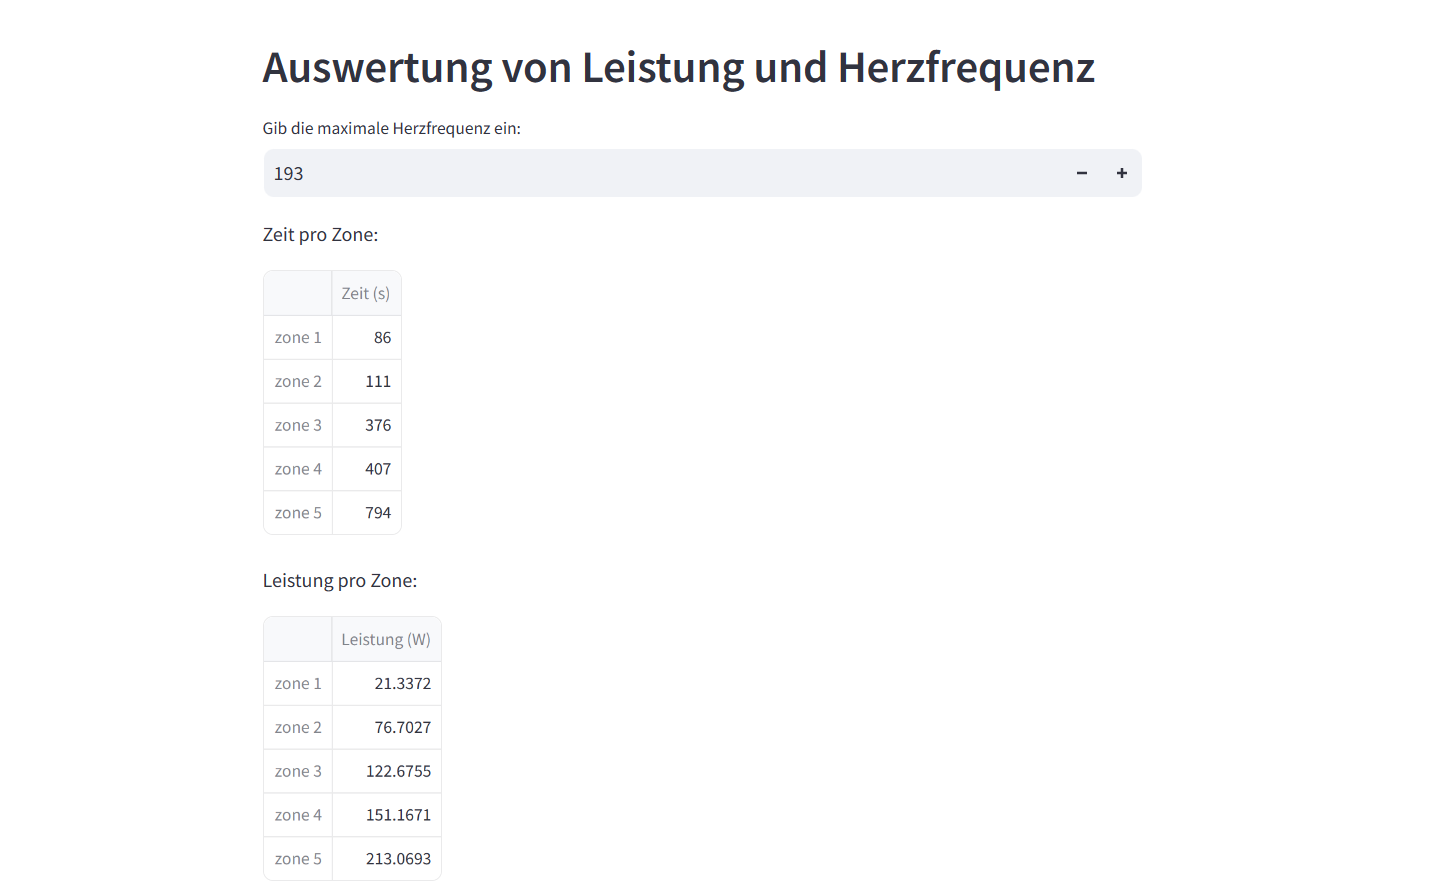 Auswertung von Leistung und Herzfrequenz
Gib die maximale Herzfrequenz ein:
193 − +
Zeit pro Zone:
Zeit (s)
zone 1 86
zone 2 111
zone 3 376
zone 4 407
zone 5 794
Leistung pro Zone:
Leistung (W)
zone 1 21.3372
zone 2 76.7027
zone 3 122.6755
zone 4 151.1671
zone 5 213.0693